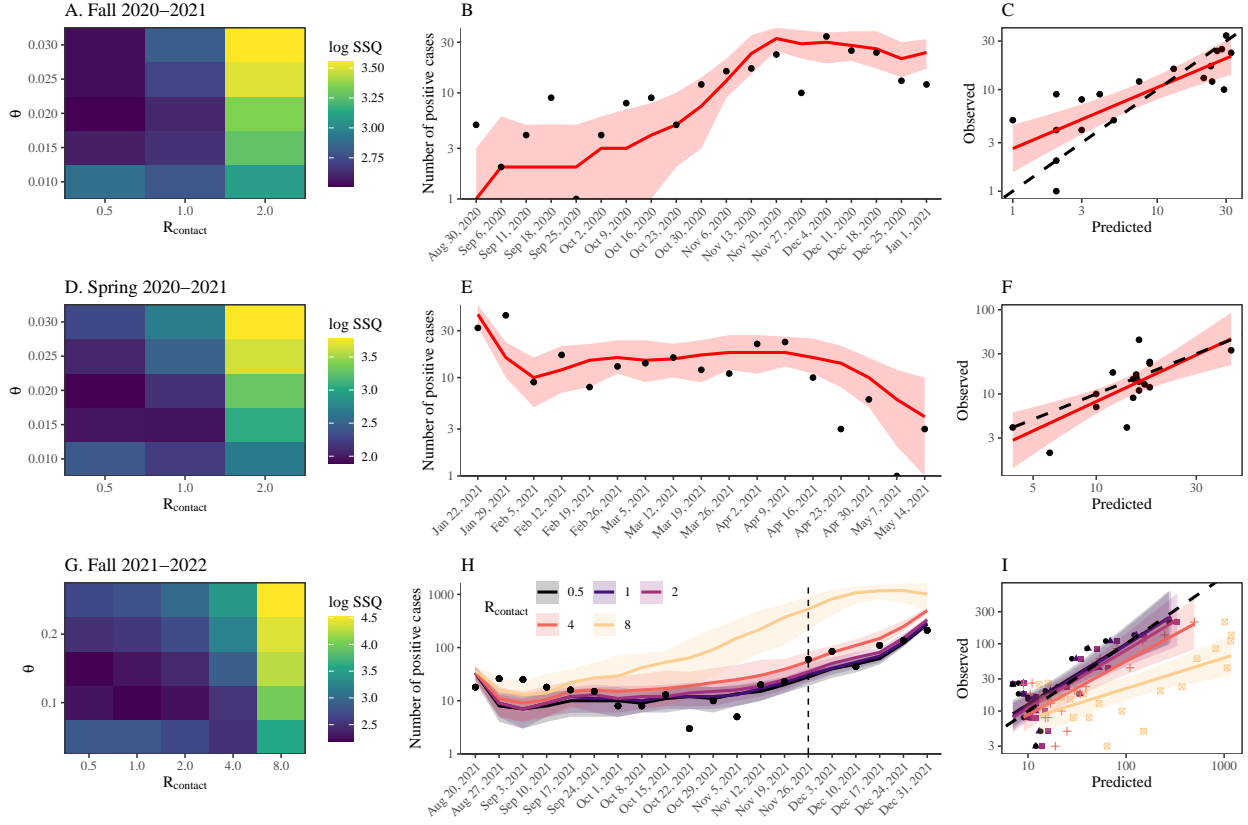 A. Fall 2020−2021
0.030
0.025
0.020
0.015
0.010
θ
0.5
1.0
2.0
Rcontact
log SSQ
3.50
3.25
3.00
2.75
B
Number of positive cases
30
10
3
1
Aug 30, 2020
Sep 6, 2020
Sep 11, 2020
Sep 18, 2020
Sep 25, 2020
Oct 2, 2020
Oct 9, 2020
Oct 16, 2020
Oct 23, 2020
Oct 30, 2020
Nov 6, 2020
Nov 13, 2020
Nov 20, 2020
Nov 27, 2020
Dec 4, 2020
Dec 11, 2020
Dec 18, 2020
Dec 25, 2020
Jan 1, 2021
C
Observed
30
10
3
1
1
3
10
30
Predicted
D. Spring 2020−2021
0.030
0.025
0.020
0.015
0.010
θ
0.5
1.0
2.0
Rcontact
log SSQ
3.5
3.0
2.5
2.0
E
Number of positive cases
30
10
3
1
Jan 22, 2021
Jan 29, 2021
Feb 5, 2021
Feb 12, 2021
Feb 19, 2021
Feb 26, 2021
Mar 5, 2021
Mar 12, 2021
Mar 19, 2021
Mar 26, 2021
Apr 2, 2021
Apr 9, 2021
Apr 16, 2021
Apr 23, 2021
Apr 30, 2021
May 7, 2021
May 14, 2021
F
Observed
100
30
10
3
5
10
30
Predicted
G. Fall 2021−2022
0.2
0.1
θ
0.5
1.0
2.0
4.0
8.0
Rcontact
log SSQ
4.5
4.0
3.5
3.0
2.5
H
Rcontact
0.5
1
2
4
8
Number of positive cases
1000
100
10
1
Aug 20, 2021
Aug 27, 2021
Sep 3, 2021
Sep 10, 2021
Sep 17, 2021
Sep 24, 2021
Oct 1, 2021
Oct 8, 2021
Oct 15, 2021
Oct 22, 2021
Oct 29, 2021
Nov 5, 2021
Nov 12, 2021
Nov 19, 2021
Nov 26, 2021
Dec 3, 2021
Dec 10, 2021
Dec 17, 2021
Dec 24, 2021
Dec 31, 2021
I
Observed
300
100
30
10
3
10
100
1000
Predicted